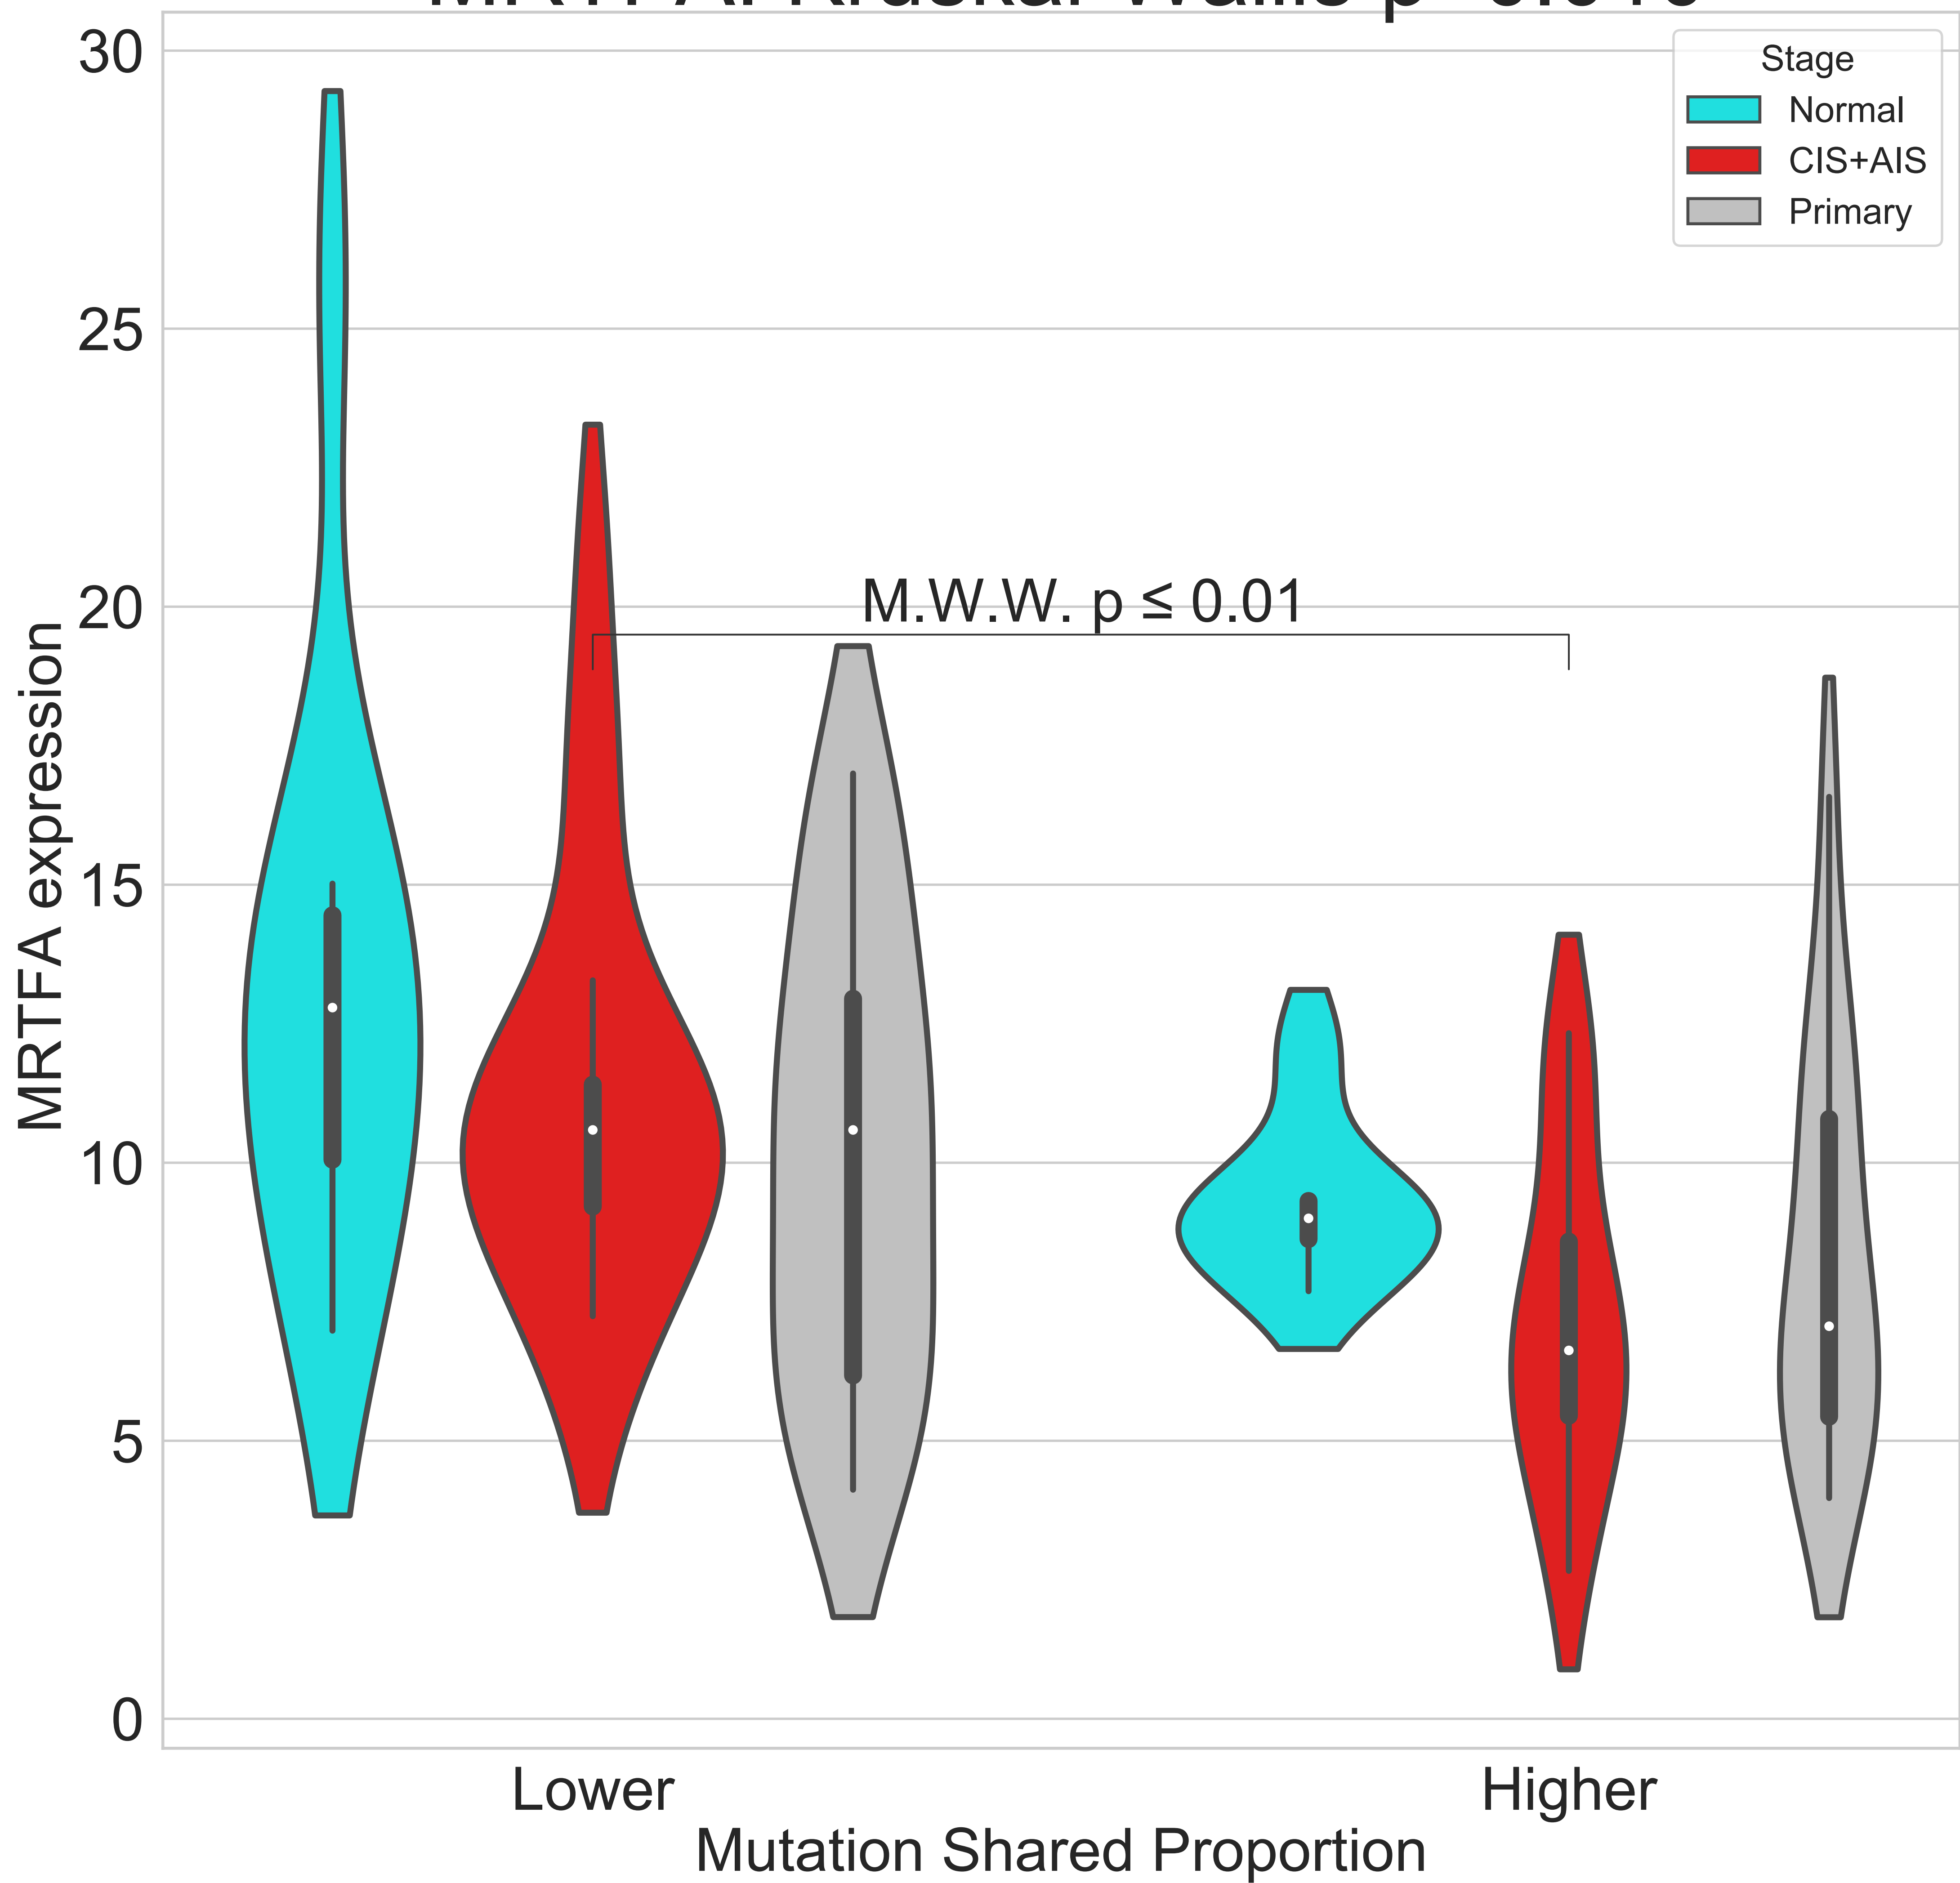 30
25
20
15
10
5
0
MRTFA expression
Stage
Normal
CIS+AIS
Primary
M.W.W. p ≤ 0.01
Lower
Higher
Mutation Shared Proportion